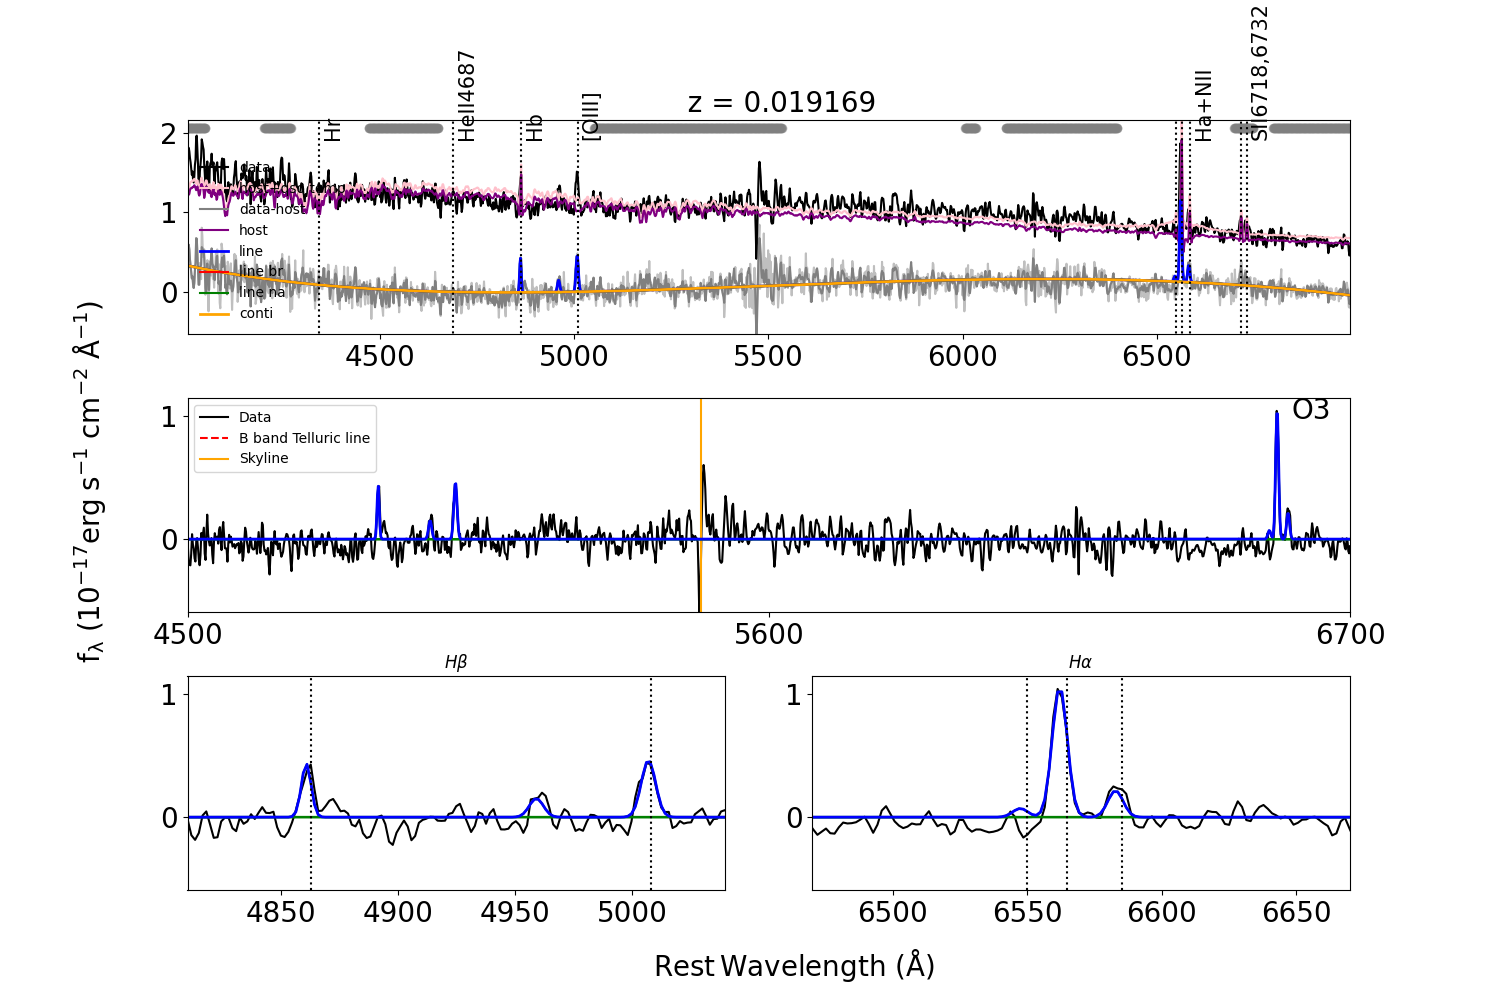 z = 0.019169
Hr
HeII4687
Hb
[OIII]
Ha+NII
SII6718,6732
2
1
0
data
data-host
host
line
line br
line na
conti
4500 5000 5500 6000 6500
f_λ (10^−17 erg s^−1 cm^−2 Å^−1)
1
0
Data
B band Telluric line
Skyline
O3
4500 5600 6700
Hβ
1
0
4850 4900 4950 5000
Hα
1
0
6500 6550 6600 6650
Rest Wavelength (Å)